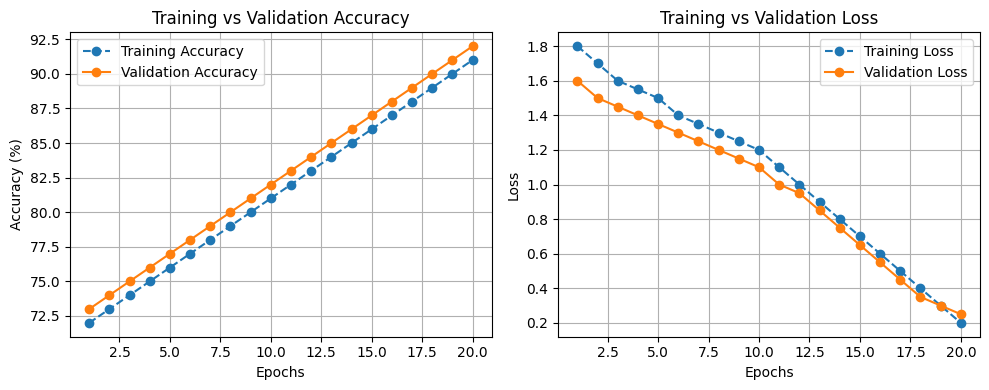 Training vs Validation Accuracy
Training Accuracy
Validation Accuracy
Accuracy (%)
92.5
90.0
87.5
85.0
82.5
80.0
77.5
75.0
72.5
2.5 5.0 7.5 10.0 12.5 15.0 17.5 20.0
Epochs
Training vs Validation Loss
Training Loss
Validation Loss
Loss
1.8
1.6
1.4
1.2
1.0
0.8
0.6
0.4
0.2
2.5 5.0 7.5 10.0 12.5 15.0 17.5 20.0
Epochs